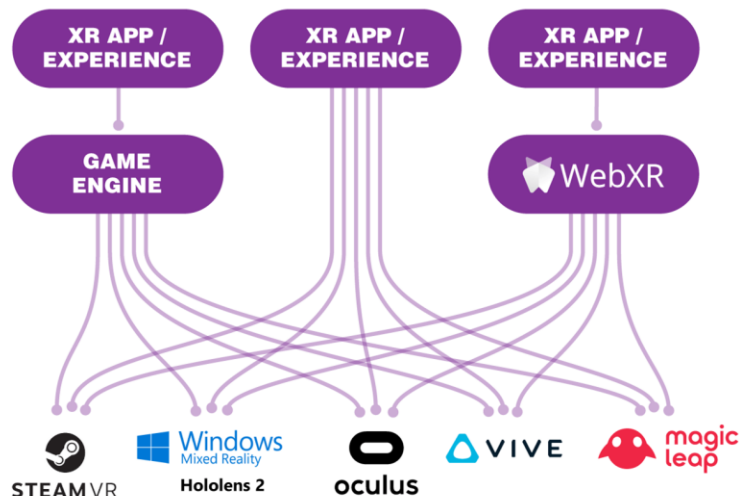 XR APP /
EXPERIENCE
XR APP /
EXPERIENCE
XR APP /
EXPERIENCE
GAME
ENGINE
WebXR
STEAMVR
Windows
Mixed Reality
Hololens 2
oculus
VIVE
magic
leap